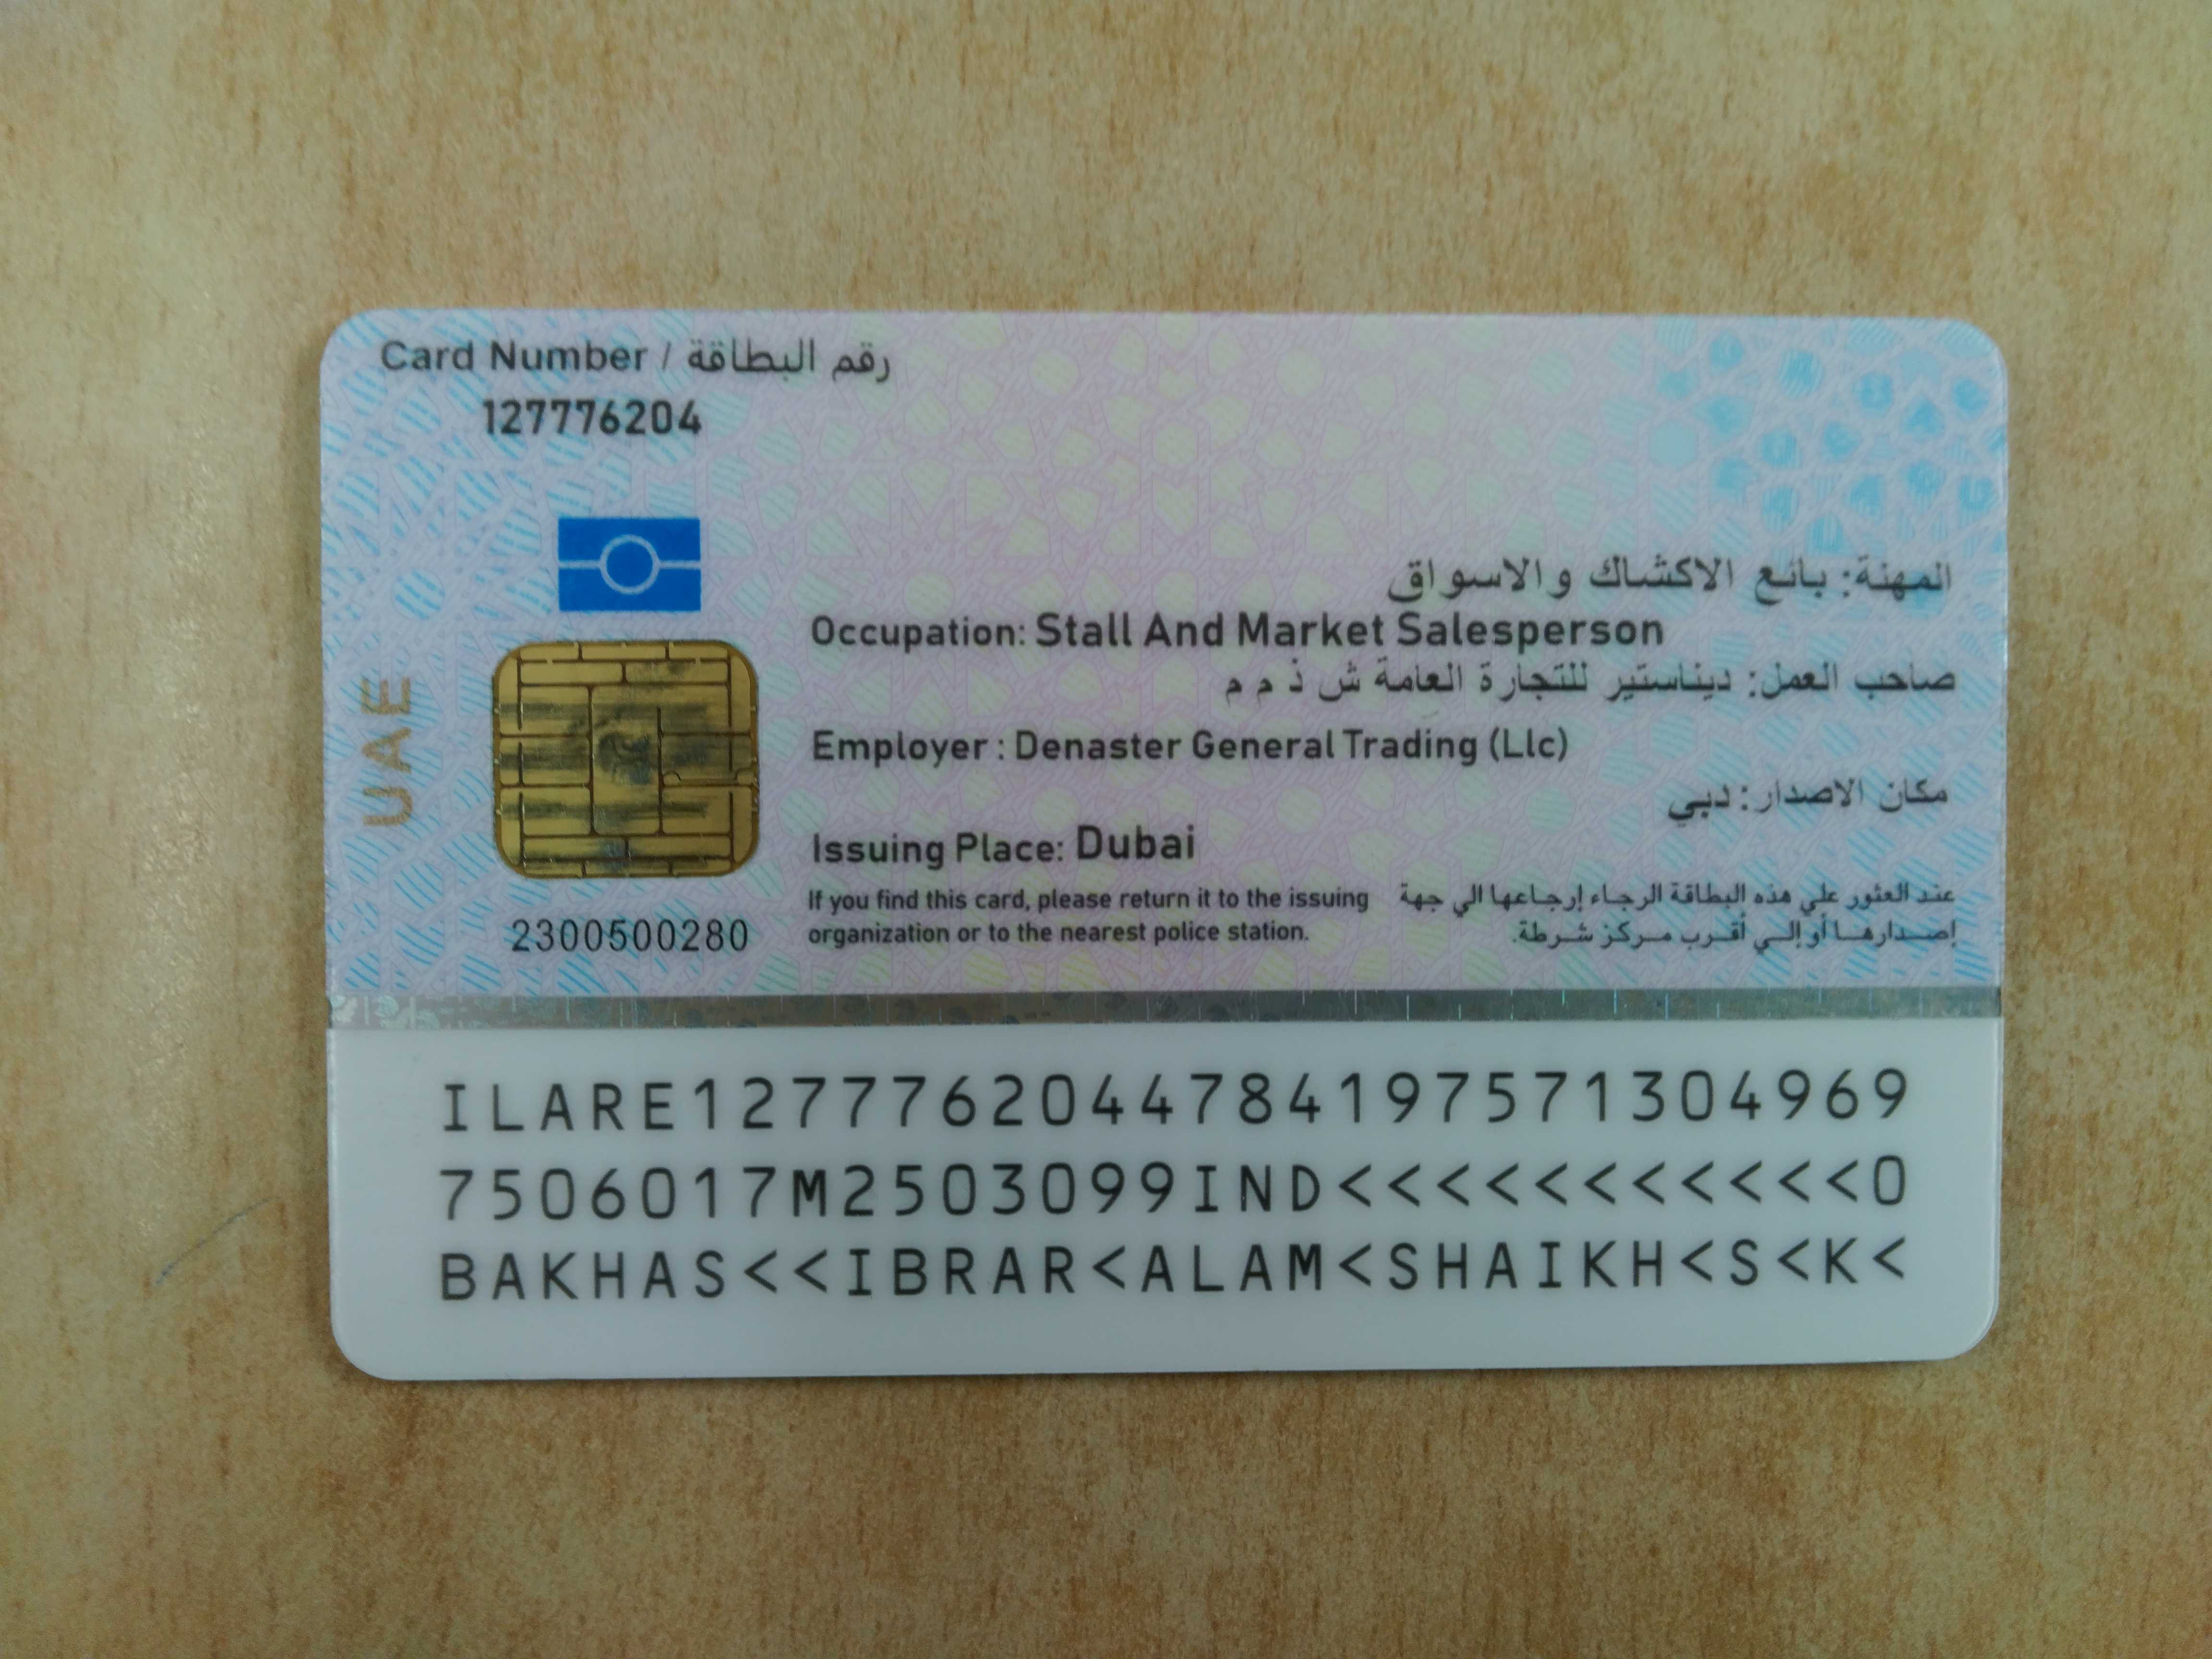 Card Number / رقم البطاقة
127776204
المهنة: بائع الاكشاك والاسواق
Occupation: Stall And Market Salesperson
صاحب العمل: ديناستير للتجارة العامة ش ذ م م
Employer : Denaster General Trading (Llc)
مكان الاصدار: دبي
Issuing Place: Dubai
UAE
If you find this card, please return it to the issuing
organization or to the nearest police station.
عند العثور علي هذه البطاقة الرجاء إرجاعها الي جهة
إصدارها أو إلي أقرب مركز شرطة.
2300500280
ILARE1277762044784197571304969
7506017M2503099IND<<<<<<<<<<<0
BAKHAS<<IBRAR<ALAM<SHAIKH<S<K<